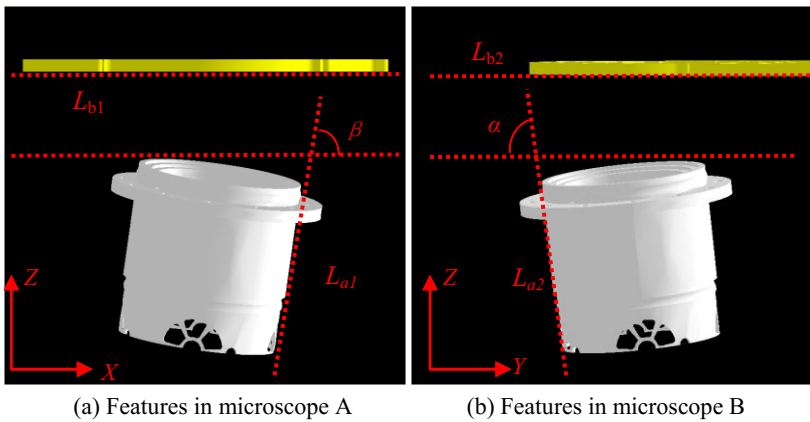 L_b1
β
L_a1
Z
X
L_b2
α
L_a2
Z
Y
(a) Features in microscope A
(b) Features in microscope B